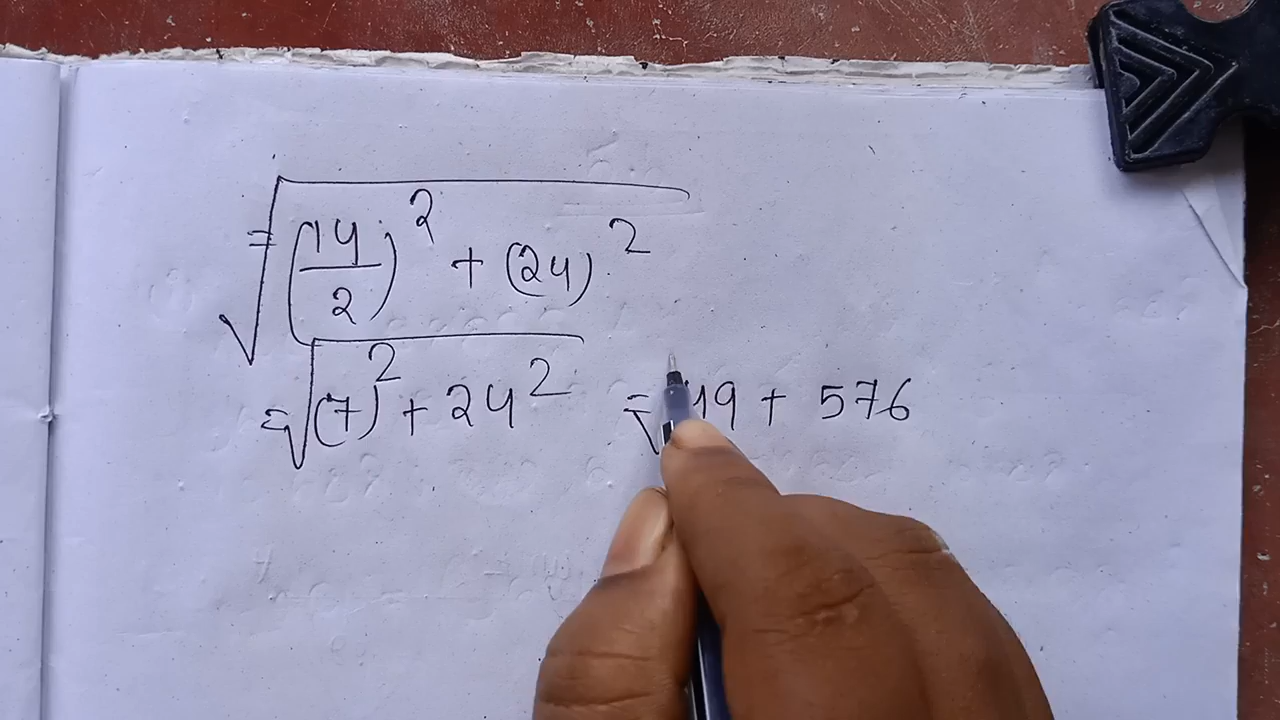 = √((14/2)² + (24)²)
= √((7)² + 24²) = √49 + 576